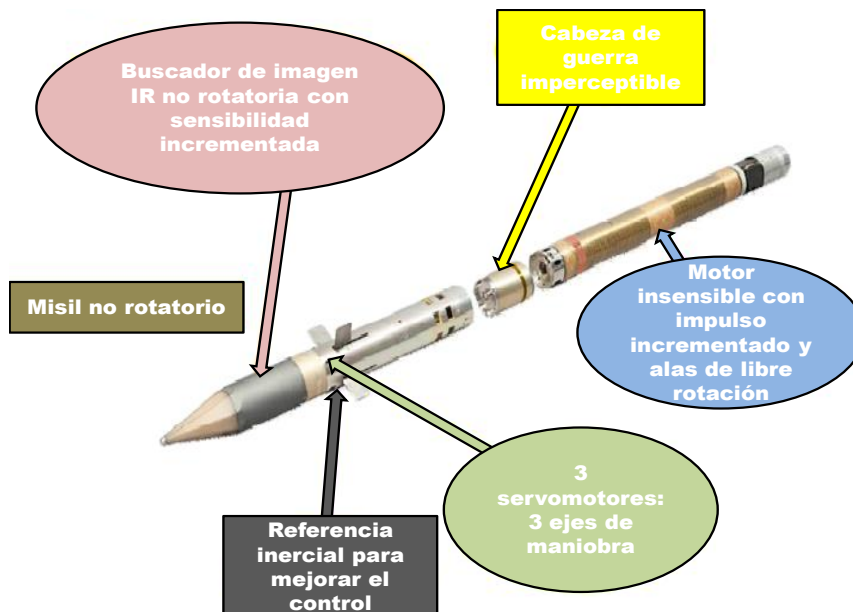 Buscador de imagen
IR no rotatoria con
sensibilidad
incrementada
Cabeza de
guerra
imperceptible
Misil no rotatorio
Motor
insensible con
impulso
incrementado y
alas de libre
rotación
3
servomotores:
3 ejes de
maniobra
Referencia
inercial para
mejorar el
control